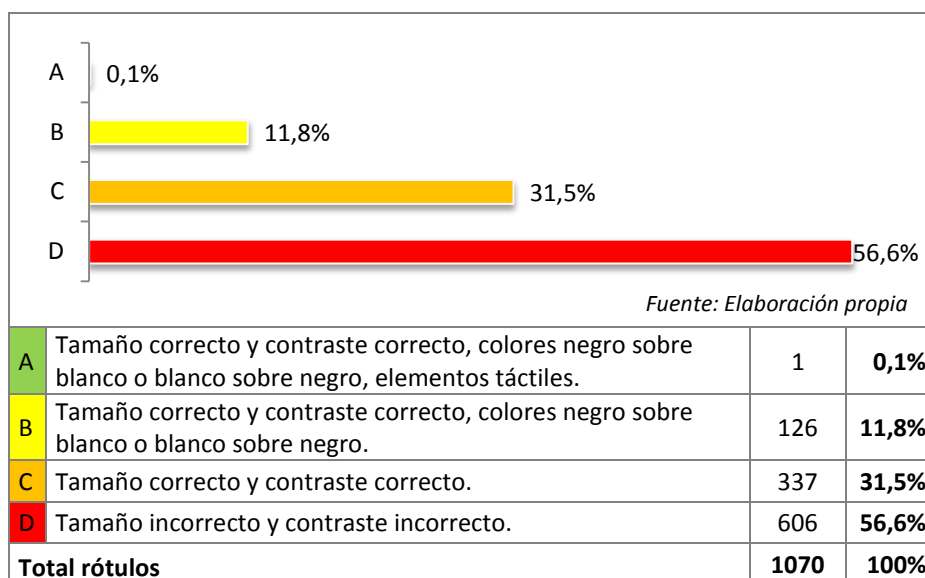 A 0,1%
B 11,8%
C 31,5%
D 56,6%
Fuente: Elaboración propia
A Tamaño correcto y contraste correcto, colores negro sobre
blanco o blanco sobre negro, elementos táctiles. 1 0,1%
B Tamaño correcto y contraste correcto, colores negro sobre
blanco o blanco sobre negro. 126 11,8%
C Tamaño correcto y contraste correcto. 337 31,5%
D Tamaño incorrecto y contraste incorrecto. 606 56,6%
Total rótulos 1070 100%